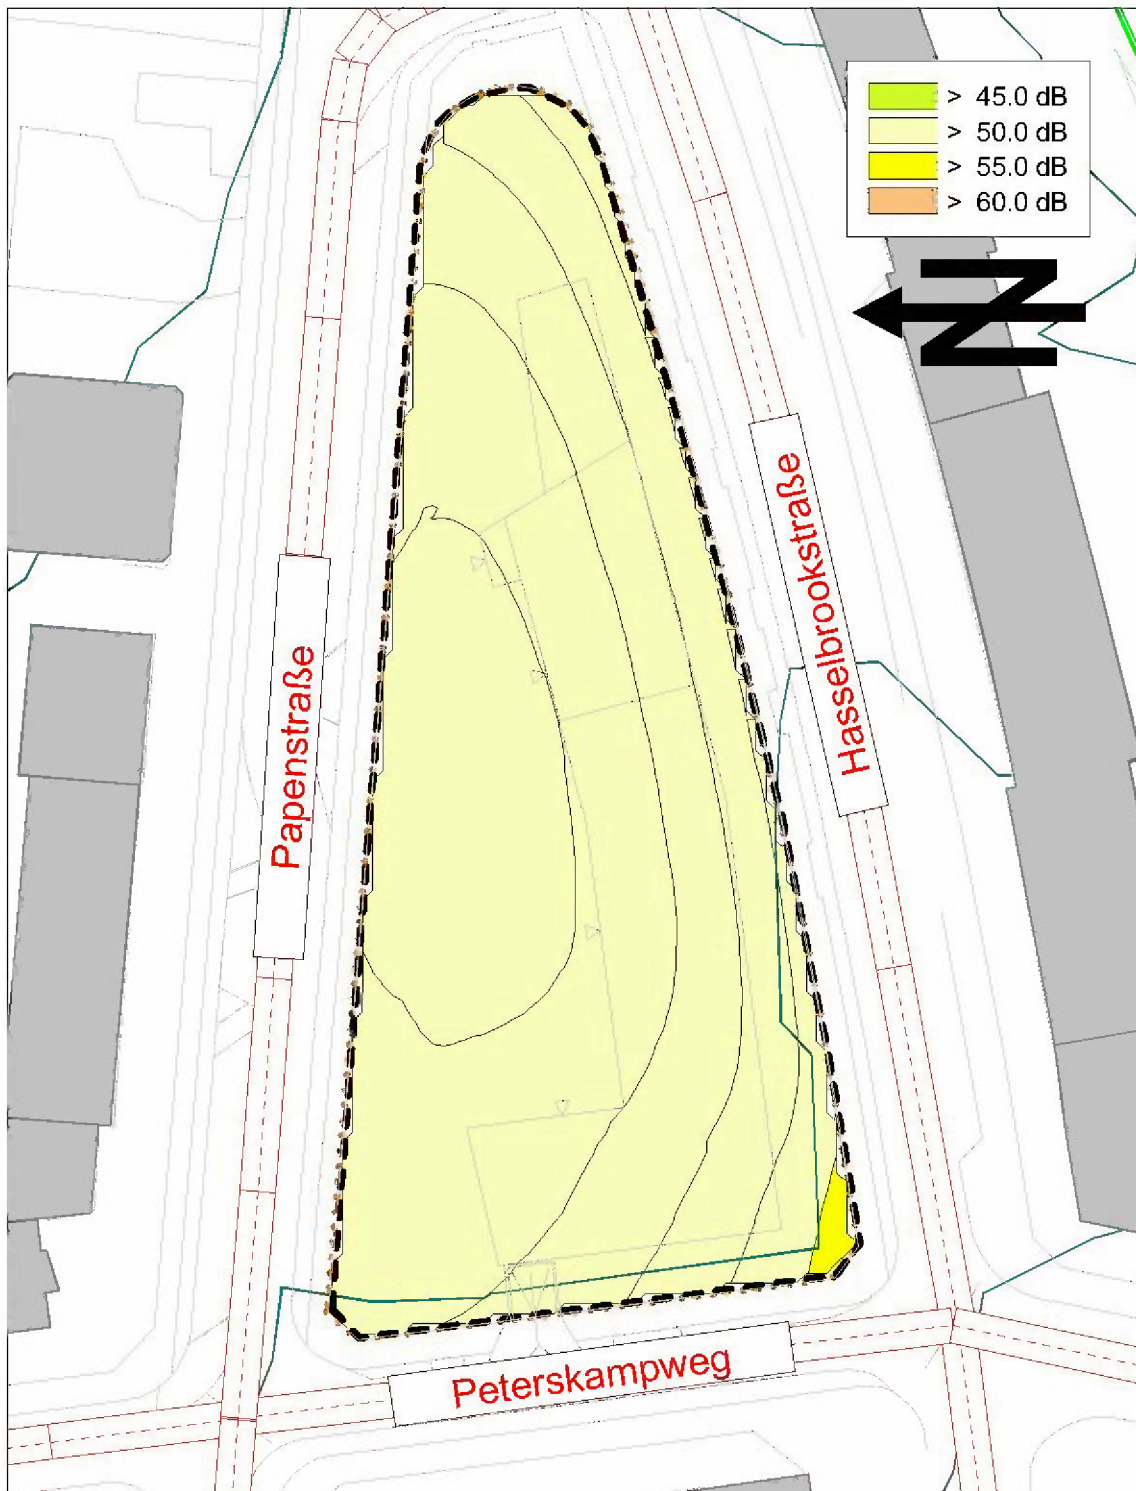 > 45.0 dB
> 50.0 dB
> 55.0 dB
> 60.0 dB
N
Hasselbrookstraße
Papenstraße
Peterskampweg